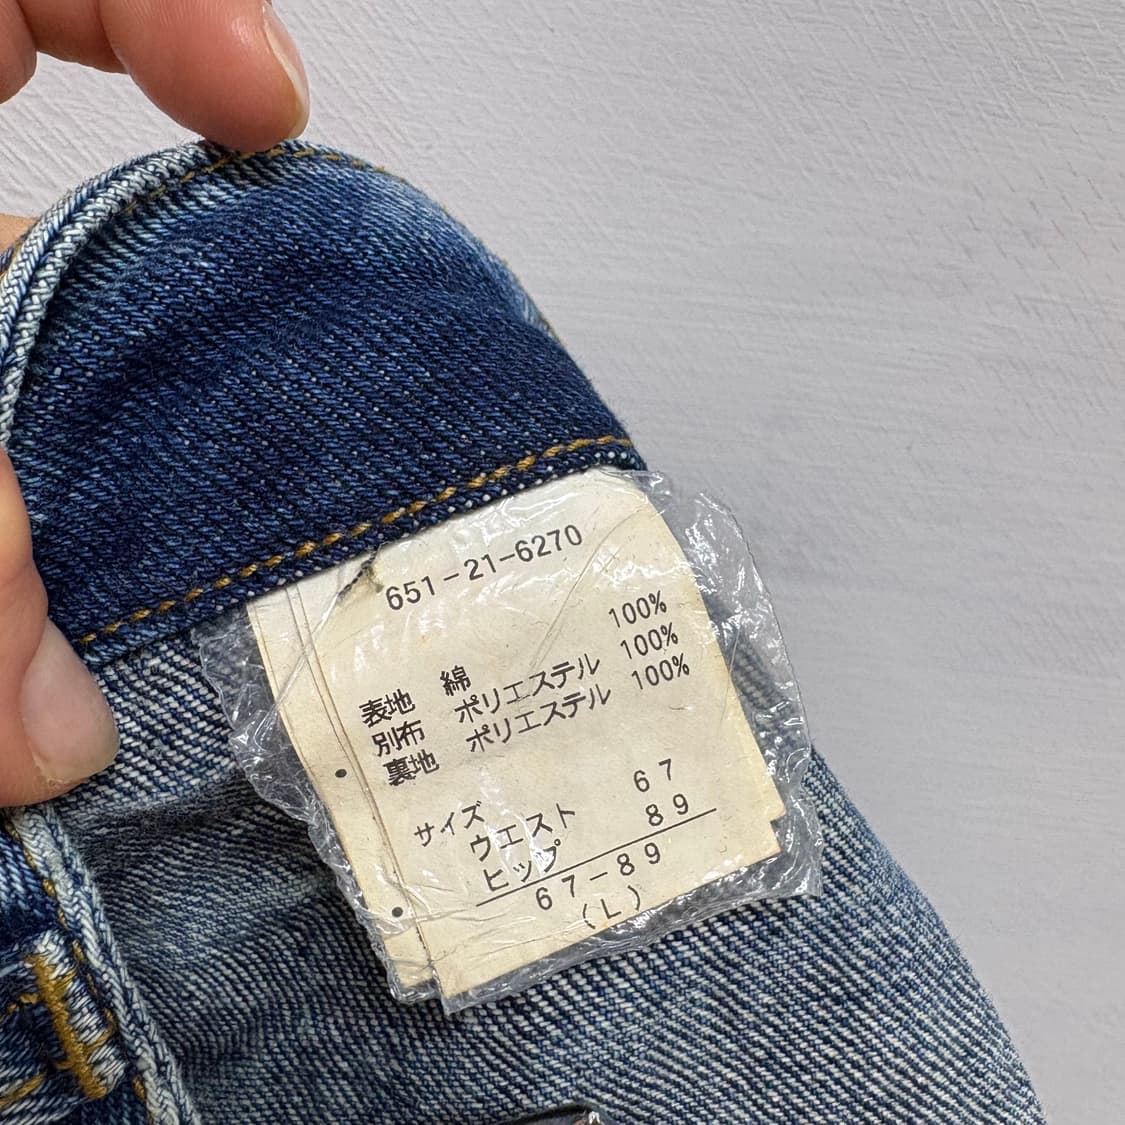 651-21-6270
表地 綿 100%
別布 ポリエステル 100%
裏地 ポリエステル 100%
サイズ
ウエスト 67
ヒップ 89
67-89
(L)